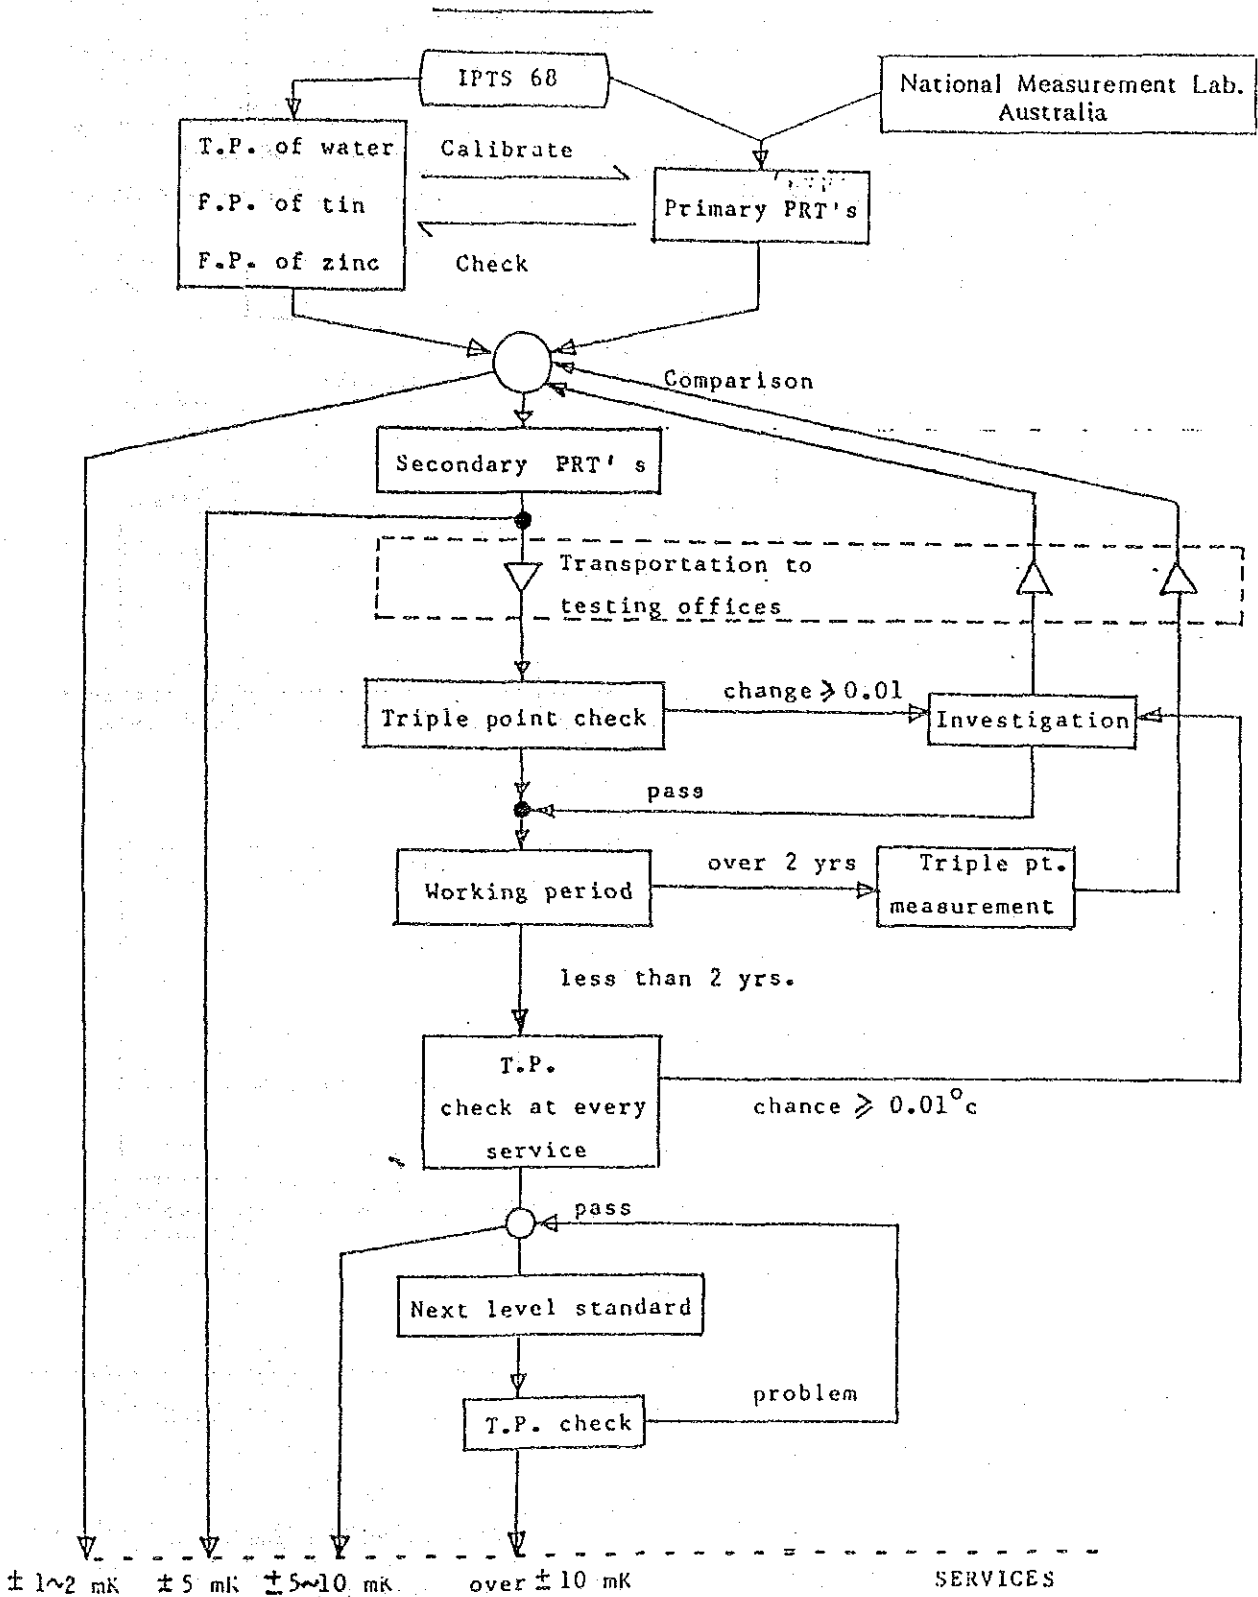 IPTS 68
National Measurement Lab.
Australia
T.P. of water
F.P. of tin
F.P. of zinc
Calibrate
Check
Primary PRT's
Comparison
Secondary PRT' s
Transportation to
testing offices
Triple point check
change ⩾ 0.01
Investigation
pass
Working period
over 2 yrs
Triple pt.
measurement
less than 2 yrs.
T.P.
check at every
service
chance ⩾ 0.01°c
pass
Next level standard
T.P. check
problem
± 1~2 mK
± 5 mK
± 5~10 mK
over ± 10 mK
SERVICES